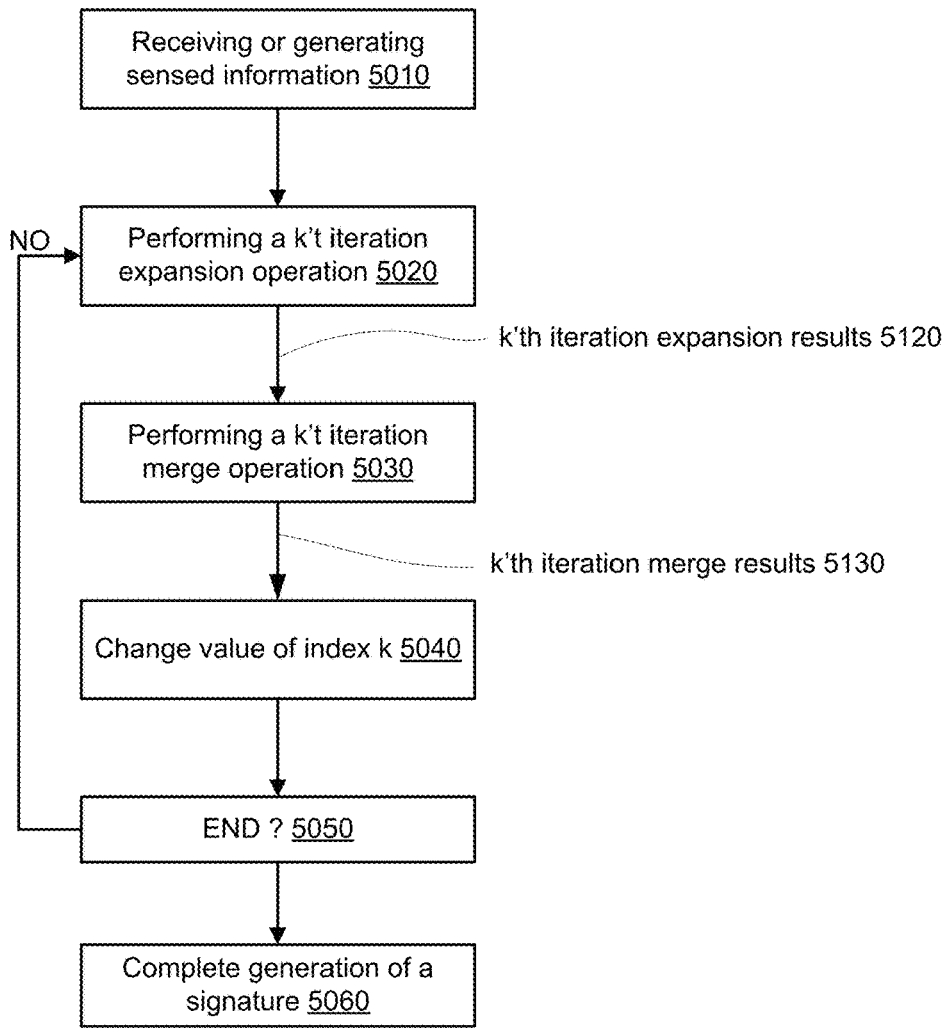 Receiving or generating
sensed information 5010
NO
Performing a k't iteration
expansion operation 5020
k'th iteration expansion results 5120
Performing a k't iteration
merge operation 5030
k'th iteration merge results 5130
Change value of index k 5040
END ? 5050
Complete generation of a
signature 5060